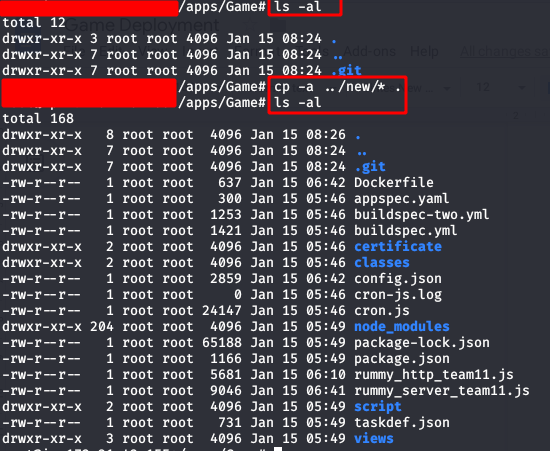 /apps/Game# ls -al
total 12
drwxr-xr-x 3 root root 4096 Jan 15 08:24 .
drwxr-xr-x 7 root root 4096 Jan 15 08:24 ..
drwxr-xr-x 7 root root 4096 Jan 15 08:24 .git
/apps/Game# cp -a ../new/* .
/apps/Game# ls -al
total 168
drwxr-xr-x 8 root root 4096 Jan 15 08:26 .
drwxr-xr-x 7 root root 4096 Jan 15 08:24 ..
drwxr-xr-x 7 root root 4096 Jan 15 08:24 .git
-rw-r--r-- 1 root root 637 Jan 15 06:42 Dockerfile
-rw-r--r-- 1 root root 300 Jan 15 05:46 appspec.yaml
-rw-r--r-- 1 root root 1253 Jan 15 05:46 buildspec-two.yml
-rw-r--r-- 1 root root 1421 Jan 15 05:46 buildspec.yml
drwxr-xr-x 2 root root 4096 Jan 15 05:46 certificate
drwxr-xr-x 2 root root 4096 Jan 15 05:46 classes
-rw-r--r-- 1 root root 2859 Jan 15 06:42 config.json
-rw-r--r-- 1 root root 0 Jan 15 05:46 cron-js.log
-rw-r--r-- 1 root root 24147 Jan 15 05:46 cron.js
drwxr-xr-x 204 root root 4096 Jan 15 05:49 node_modules
-rw-r--r-- 1 root root 65188 Jan 15 05:49 package-lock.json
-rw-r--r-- 1 root root 1166 Jan 15 05:49 package.json
-rw-r--r-- 1 root root 5681 Jan 15 06:10 rummy_http_team11.js
-rw-r--r-- 1 root root 9046 Jan 15 06:41 rummy_server_team11.js
drwxr-xr-x 2 root root 4096 Jan 15 05:49 script
-rw-r--r-- 1 root root 731 Jan 15 05:49 taskdef.json
drwxr-xr-x 3 root root 4096 Jan 15 05:49 views